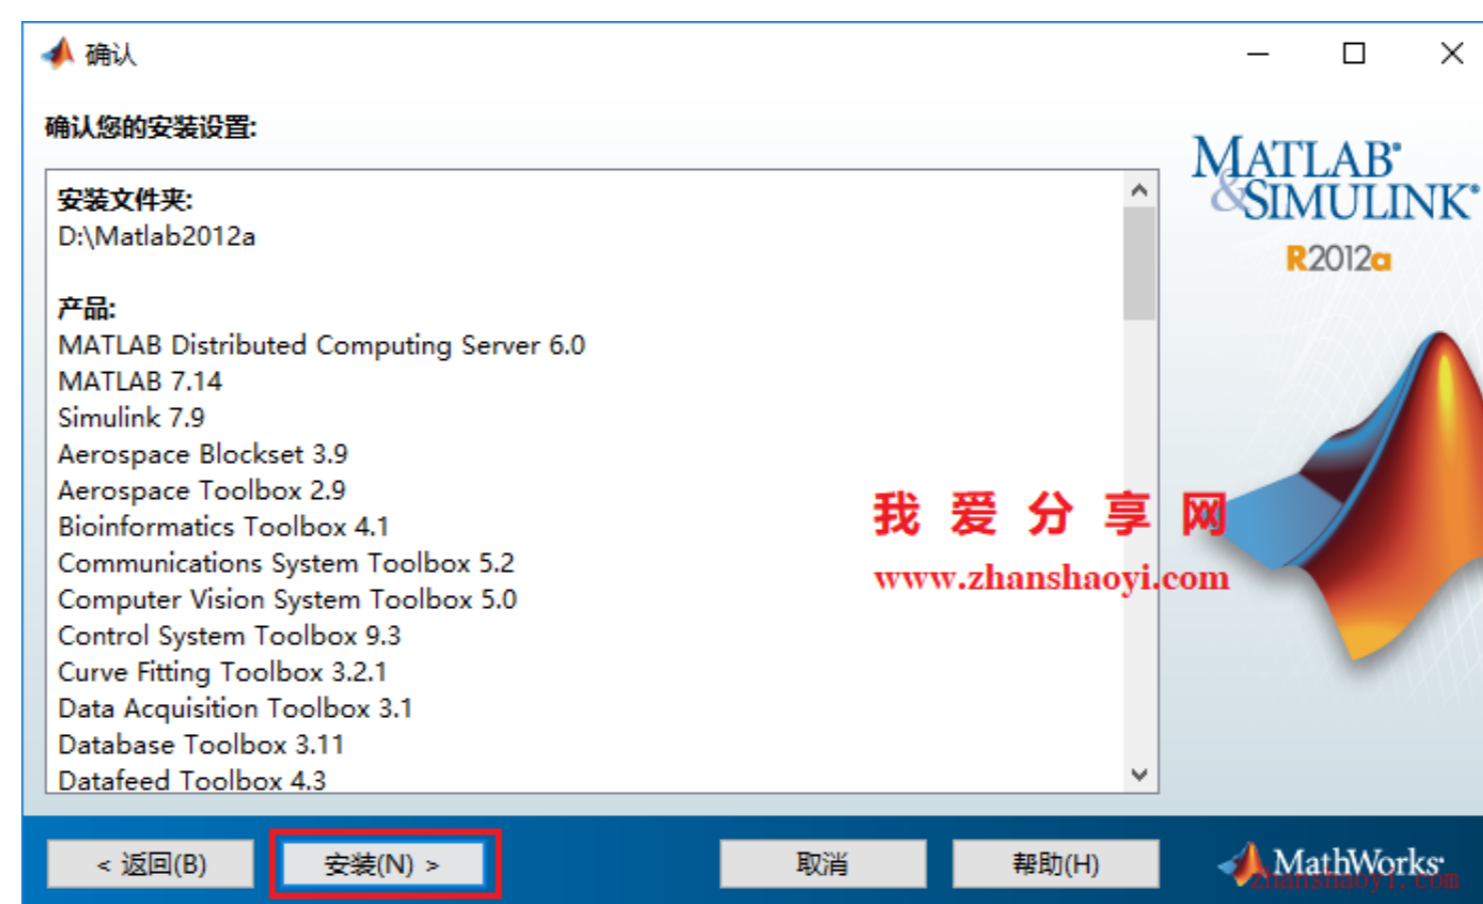 确认
确认您的安装设置:
安装文件夹:
D:\Matlab2012a
产品:
MATLAB Distributed Computing Server 6.0
MATLAB 7.14
Simulink 7.9
Aerospace Blockset 3.9
Aerospace Toolbox 2.9
Bioinformatics Toolbox 4.1
Communications System Toolbox 5.2
Computer Vision System Toolbox 5.0
Control System Toolbox 9.3
Curve Fitting Toolbox 3.2.1
Data Acquisition Toolbox 3.1
Database Toolbox 3.11
Datafeed Toolbox 4.3
MATLAB®
&SIMULINK®
R2012a
我爱分享网
www.zhanshaoyi.com
< 返回(B)
安装(N) >
取消
帮助(H)
MathWorks®
zhanshaoyi.com